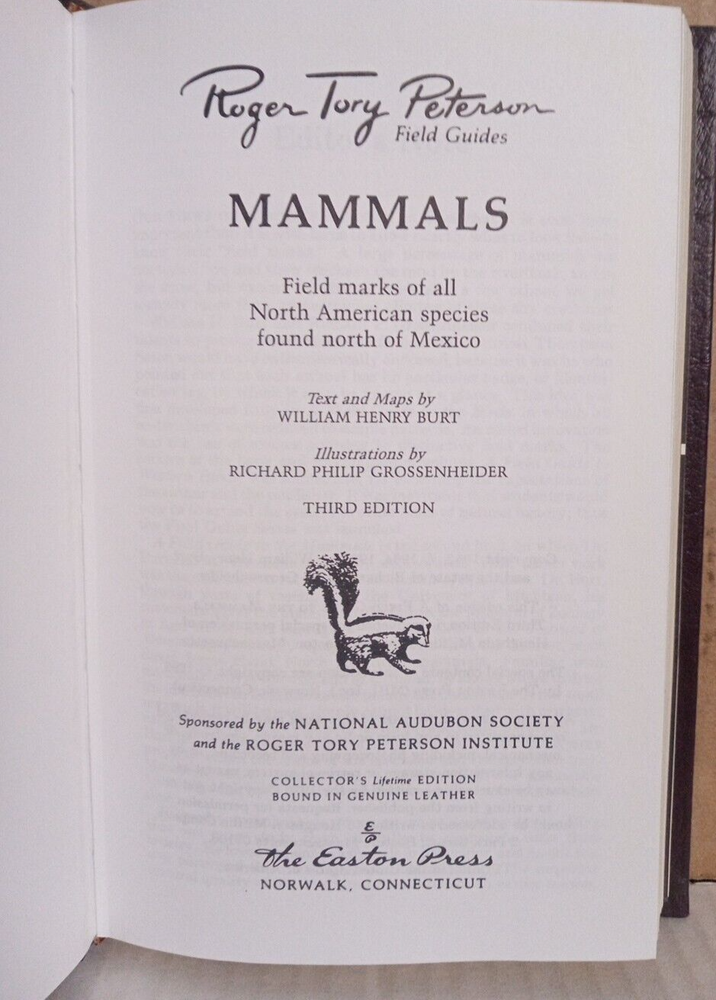 Roger Tory Peterson
Field Guides
MAMMALS
Field marks of all
North American species
found north of Mexico
Text and Maps by
WILLIAM HENRY BURT
Illustrations by
RICHARD PHILIP GROSSENHEIDER
THIRD EDITION
Sponsored by the NATIONAL AUDUBON SOCIETY
and the ROGER TORY PETERSON INSTITUTE
COLLECTOR'S Lifetime EDITION
BOUND IN GENUINE LEATHER
E
P
The Easton Press
NORWALK, CONNECTICUT